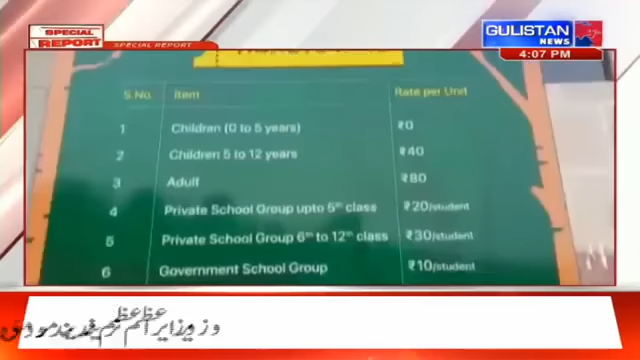 SPECIAL
REPORT
SPECIAL REPORT
GULISTAN
NEWS
4:07 PM
S.No. Item Rate per Unit
1 Children (0 to 5 years) ₹0
2 Children 5 to 12 years ₹40
3 Adult ₹80
4 Private School Group upto 5th class ₹20/student
5 Private School Group 6th to 12th class ₹30/student
6 Government School Group ₹10/student